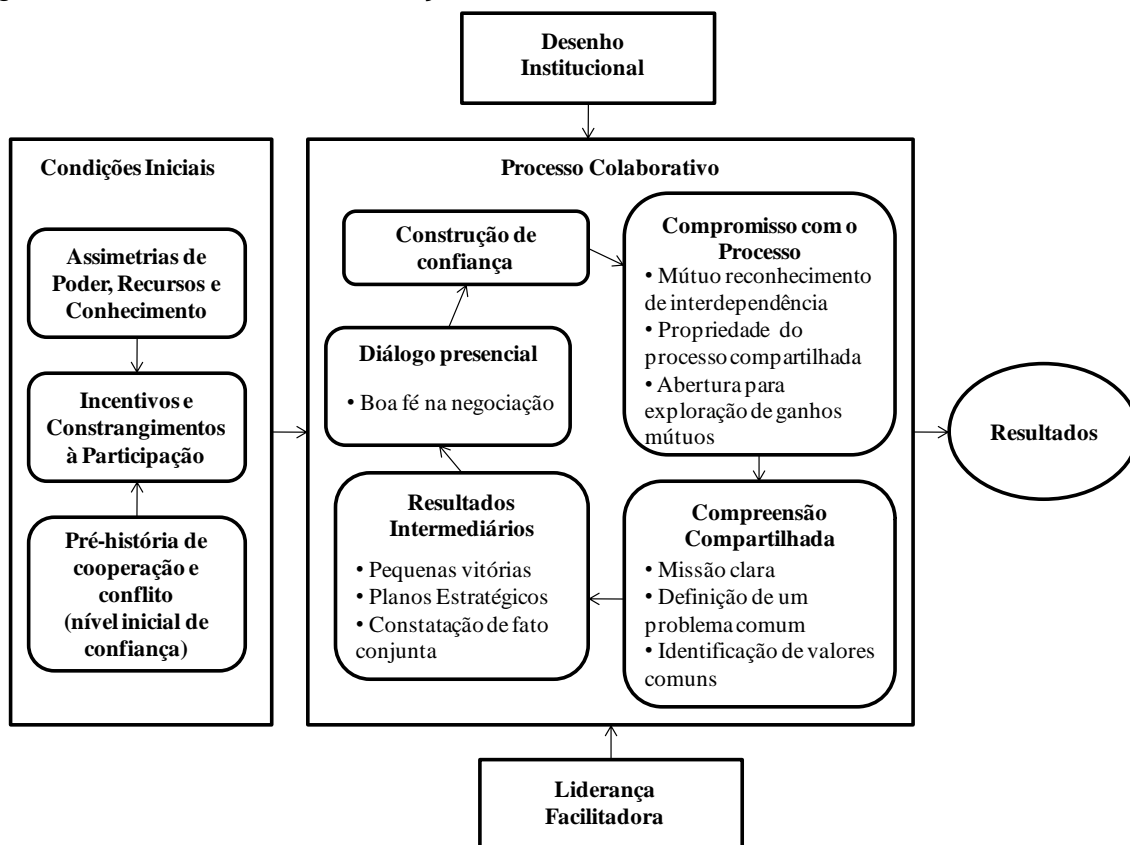 Desenho
Institucional
Condições Iniciais
Assimetrias de
Poder, Recursos e
Conhecimento
Incentivos e
Constrangimentos
à Participação
Pré-história de
cooperação e
conflito
(nível inicial de
confiança)
Processo Colaborativo
Construção de
confiança
Compromisso com o
Processo
• Mútuo reconhecimento
de interdependência
• Propriedade do
processo compartilhada
• Abertura para
exploração de ganhos
mútuos
Diálogo presencial
• Boa fé na negociação
Resultados
Intermediários
• Pequenas vitórias
• Planos Estratégicos
• Constatação de fato
conjunta
Compreensão
Compartilhada
• Missão clara
• Definição de um
problema comum
• Identificação de valores
comuns
Resultados
Liderança
Facilitadora